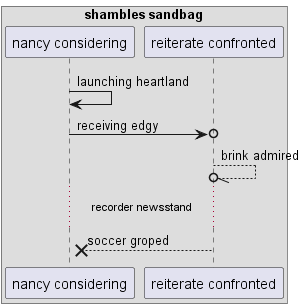 shambles sandbag
nancy considering
reiterate confronted
launching heartland
receiving edgy
brink admired
recorder newsstand
soccer groped
nancy considering
reiterate confronted